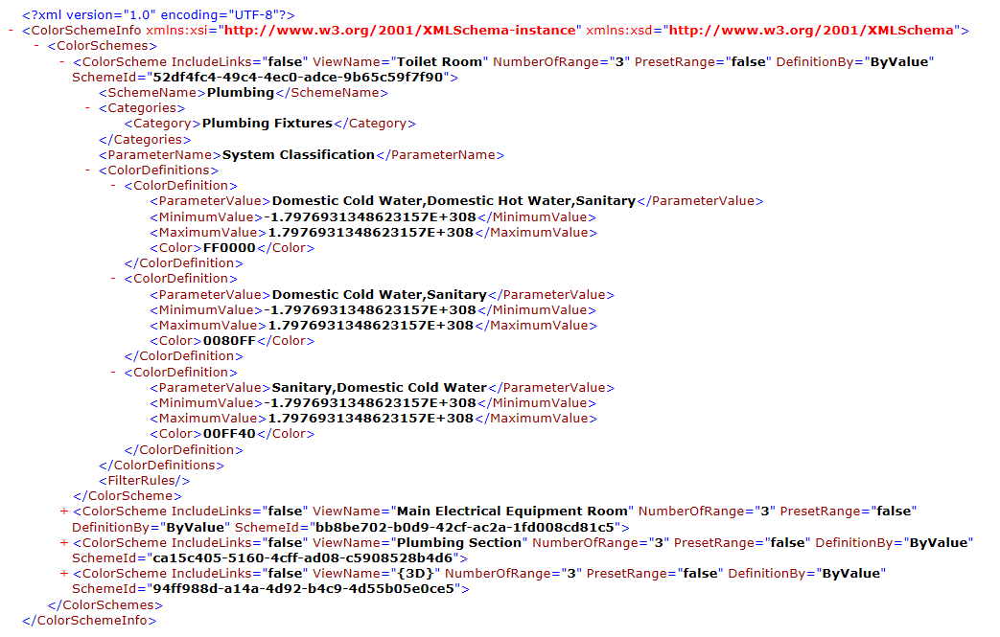 <?xml version="1.0" encoding="UTF-8"?>
- <ColorSchemeInfo xmlns:xsi="http://www.w3.org/2001/XMLSchema-instance" xmlns:xsd="http://www.w3.org/2001/XMLSchema">
- <ColorSchemes>
- <ColorScheme IncludeLinks="false" ViewName="Toilet Room" NumberOfRange="3" PresetRange="false" DefinitionBy="ByValue"
SchemeId="52df4fc4-49c4-4ec0-adce-9b65c59f7f90">
<SchemeName>Plumbing</SchemeName>
- <Categories>
<Category>Plumbing Fixtures</Category>
</Categories>
<ParameterName>System Classification</ParameterName>
- <ColorDefinitions>
- <ColorDefinition>
<ParameterValue>Domestic Cold Water,Domestic Hot Water,Sanitary</ParameterValue>
<MinimumValue>-1.7976931348623157E+308</MinimumValue>
<MaximumValue>1.7976931348623157E+308</MaximumValue>
<Color>FF0000</Color>
</ColorDefinition>
- <ColorDefinition>
<ParameterValue>Domestic Cold Water,Sanitary</ParameterValue>
<MinimumValue>-1.7976931348623157E+308</MinimumValue>
<MaximumValue>1.7976931348623157E+308</MaximumValue>
<Color>0080FF</Color>
</ColorDefinition>
- <ColorDefinition>
<ParameterValue>Sanitary,Domestic Cold Water</ParameterValue>
<MinimumValue>-1.7976931348623157E+308</MinimumValue>
<MaximumValue>1.7976931348623157E+308</MaximumValue>
<Color>00FF40</Color>
</ColorDefinition>
</ColorDefinitions>
<FilterRules/>
</ColorScheme>
+ <ColorScheme IncludeLinks="false" ViewName="Main Electrical Equipment Room" NumberOfRange="3" PresetRange="false"
DefinitionBy="ByValue" SchemeId="bb8be702-b0d9-42cf-ac2a-1fd008cd81c5">
+ <ColorScheme IncludeLinks="false" ViewName="Plumbing Section" NumberOfRange="3" PresetRange="false" DefinitionBy="ByValue"
SchemeId="ca15c405-5160-4cff-ad08-c5908528b4d6">
+ <ColorScheme IncludeLinks="false" ViewName="{3D}" NumberOfRange="3" PresetRange="false" DefinitionBy="ByValue"
SchemeId="94ff988d-a14a-4d92-b4c9-4d55b05e0ce5">
</ColorSchemes>
</ColorSchemeInfo>